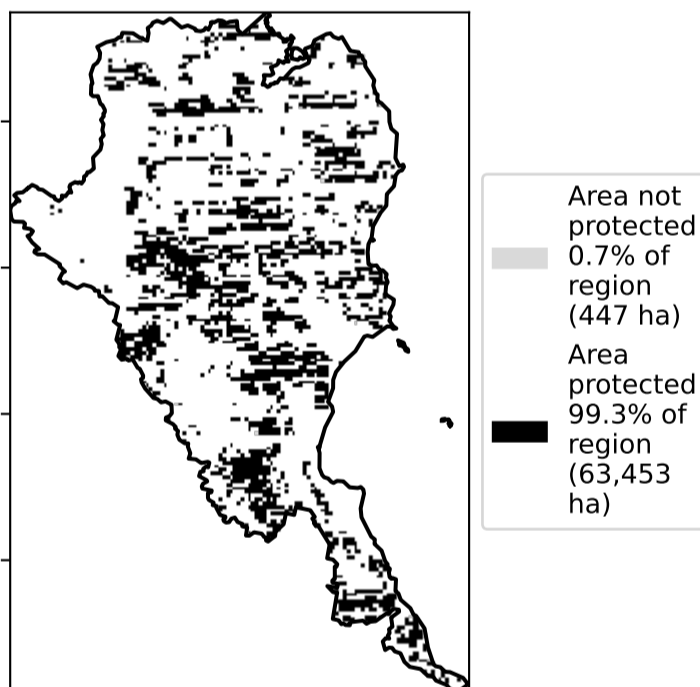 Area not
protected
0.7% of
region
(447 ha)
Area
protected
99.3% of
region
(63,453
ha)